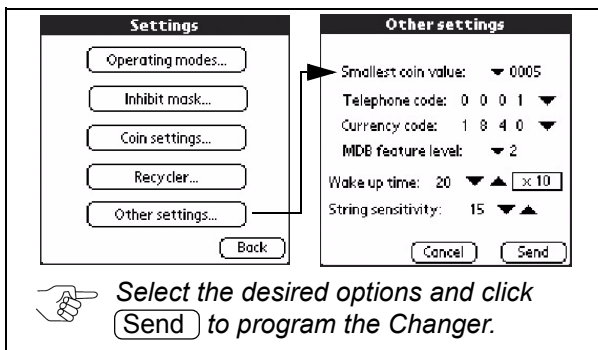 Settings
Operating modes...
Inhibit mask...
Coin settings...
Recycler...
Other settings...
Back
Other settings
Smallest coin value: 0005
Telephone code: 0 0 0 1
Currency code: 1 8 4 0
MDB feature level: 2
Wake up time: 20 x 10
String sensitivity: 15
Cancel Send
Select the desired options and click
Send to program the Changer.